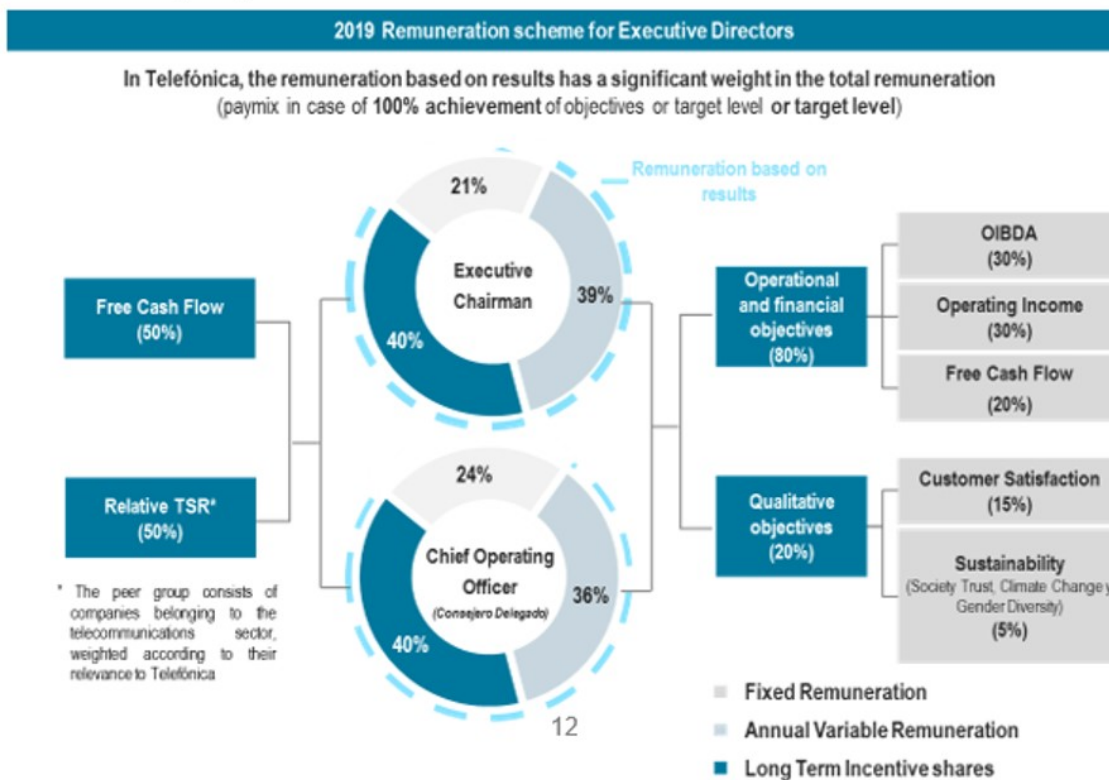 2019 Remuneration scheme for Executive Directors
In Telefónica, the remuneration based on results has a significant weight in the total remuneration
(paymix in case of 100% achievement of objectives or target level or target level)
Remuneration based on
results
21%
39%
40%
Executive
Chairman
Free Cash Flow
(50%)
Relative TSR*
(50%)
* The peer group consists of
companies belonging to the
telecommunications sector,
weighted according to their
relevance to Telefónica
24%
36%
40%
Chief Operating
Officer
(Consejero Delegado)
Operational
and financial
objectives
(80%)
OIBDA
(30%)
Operating Income
(30%)
Free Cash Flow
(20%)
Qualitative
objectives
(20%)
Customer Satisfaction
(15%)
Sustainability
(Society Trust, Climate Change y
Gender Diversity)
(5%)
Fixed Remuneration
Annual Variable Remuneration
Long Term Incentive shares
12